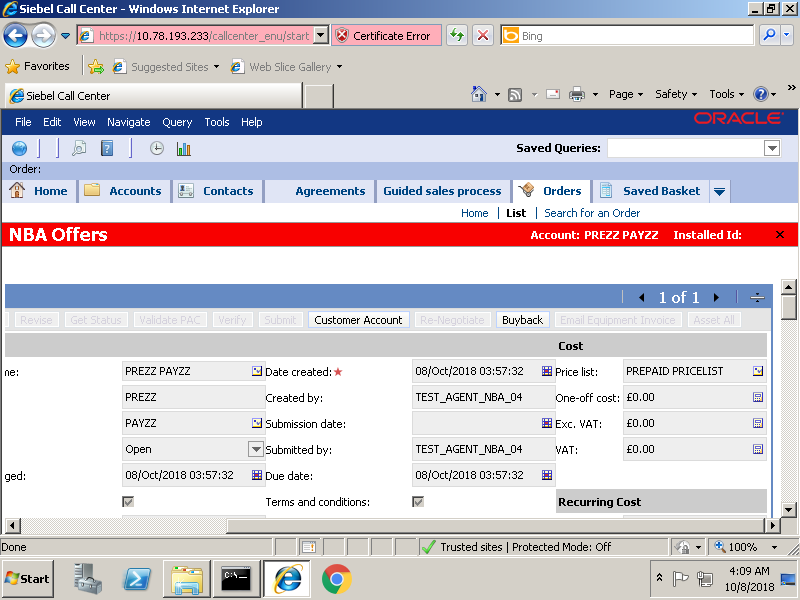 Siebel Call Center - Windows Internet Explorer
https://10.78.193.233/callcenter_enu/start
Certificate Error
Bing
Favorites
Suggested Sites
Web Slice Gallery
Siebel Call Center
Page
Safety
Tools
»
File Edit View Navigate Query Tools Help
ORACLE
Saved Queries:
Order:
Home
Accounts
Contacts
Agreements
Guided sales process
Orders
Saved Basket
Home | List | Search for an Order
NBA Offers
Account: PREZZ PAYZZ Installed Id:
1 of 1
Revise
Get Status
Validate PAC
Verify
Submit
Customer Account
Re-Negotiate
Buyback
Email Equipment Invoice
Asset All
Cost
me: PREZZ PAYZZ Date created:★ 08/Oct/2018 03:57:32 Price list: PREPAID PRICELIST
PREZZ Created by: TEST_AGENT_NBA_04 One-off cost: £0.00
PAYZZ Submission date: Exc. VAT: £0.00
Open Submitted by: TEST_AGENT_NBA_04 VAT: £0.00
ged: 08/Oct/2018 03:57:32 Due date: 08/Oct/2018 03:57:32
Terms and conditions: Recurring Cost
Done
Trusted sites | Protected Mode: Off
100%
Start
C:\
4:09 AM
10/8/2018